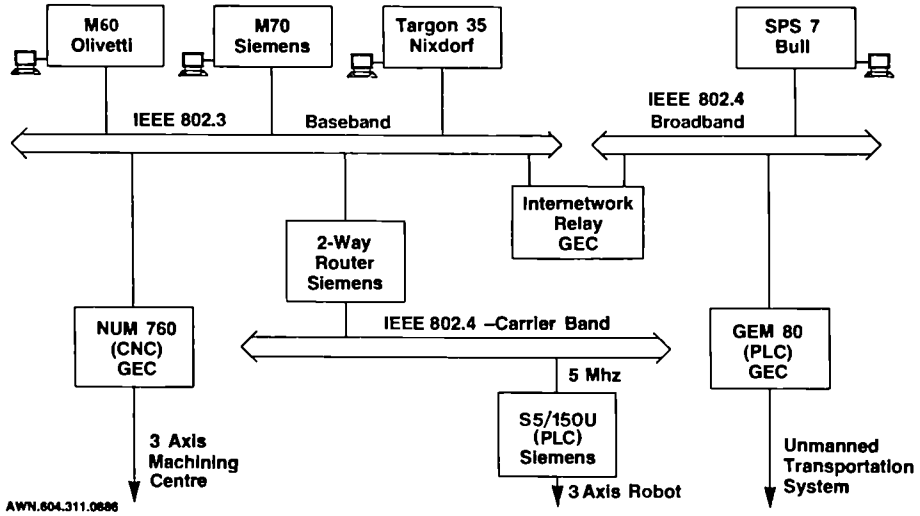 M60
Olivetti
M70
Siemens
Targon 35
Nixdorf
SPS 7
Bull
IEEE 802.3
Baseband
IEEE 802.4
Broadband
Internetwork
Relay
GEC
2-Way
Router
Siemens
IEEE 802.4 –Carrier Band
NUM 760
(CNC)
GEC
GEM 80
(PLC)
GEC
5 Mhz
S5/150U
(PLC)
Siemens
3 Axis
Machining
Centre
3 Axis Robot
Unmanned
Transportation
System
AWN.604.311.0686